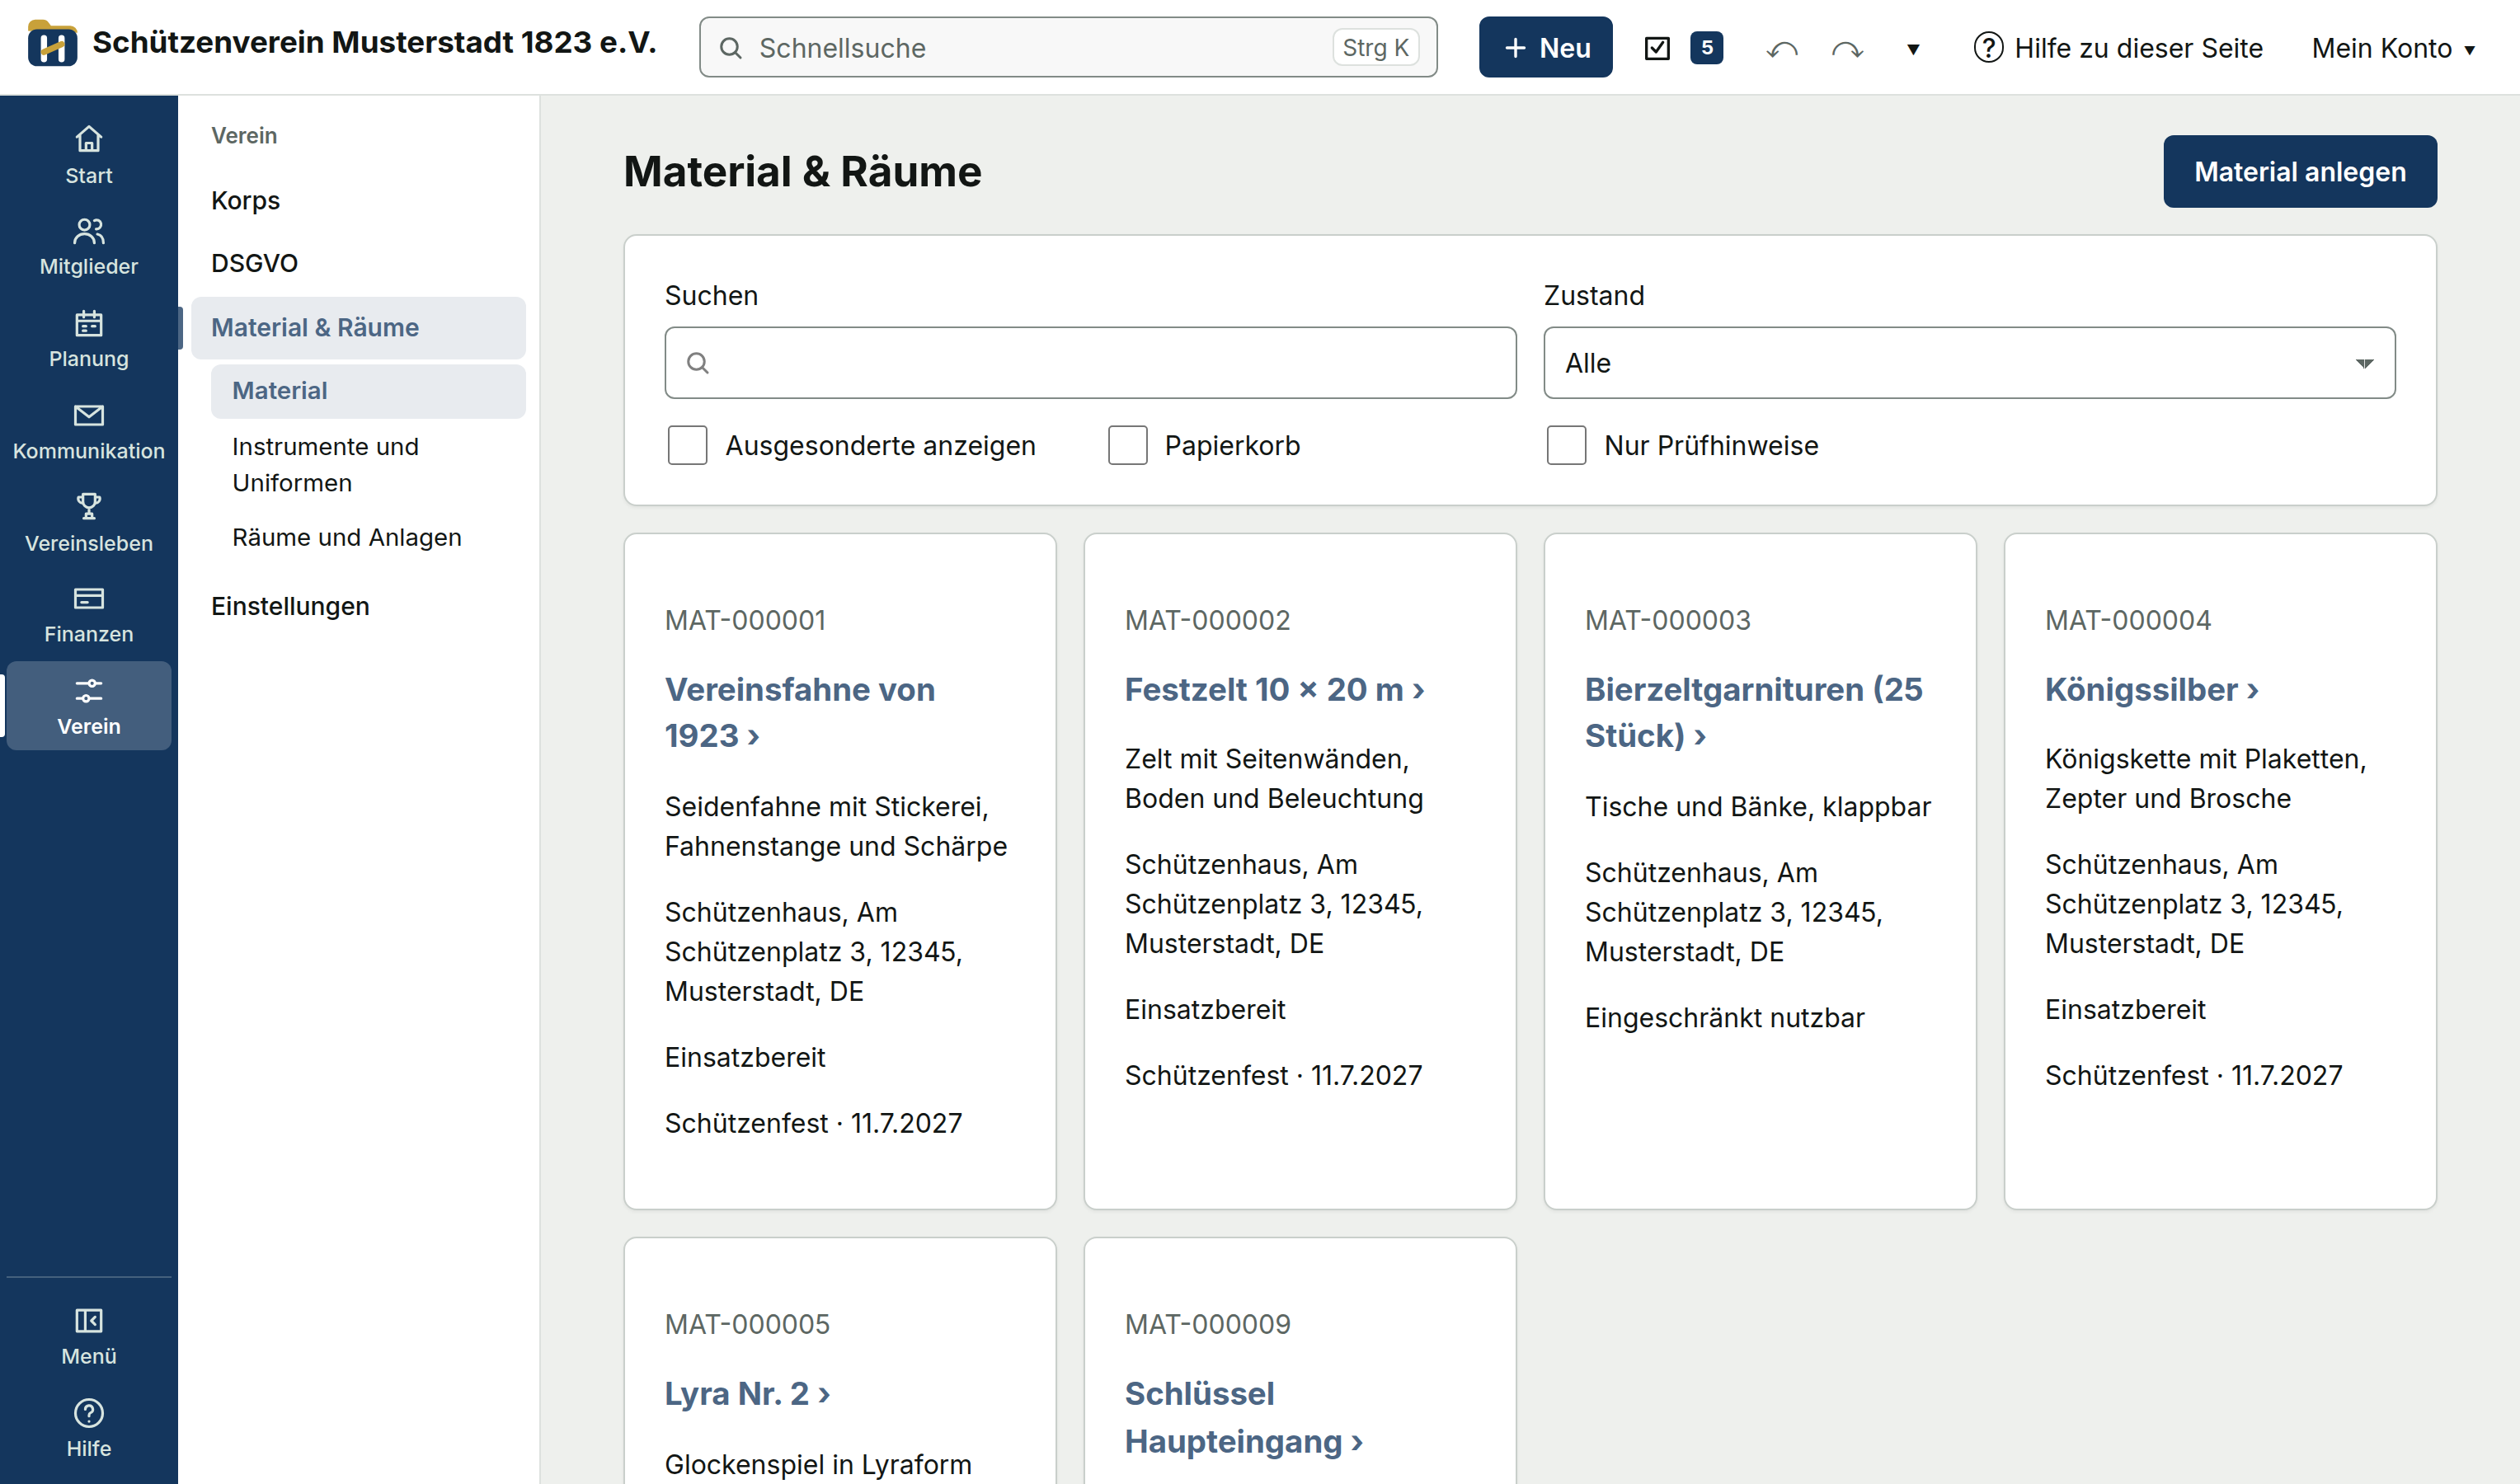 Schützenverein Musterstadt 1823 e.V.
Schnellsuche
Strg K
Neu
5
Hilfe zu dieser Seite
Mein Konto
Start
Mitglieder
Planung
Kommunikation
Vereinsleben
Finanzen
Verein
Menü
Hilfe
Verein
Korps
DSGVO
Material & Räume
Material
Instrumente und
Uniformen
Räume und Anlagen
Einstellungen
Material & Räume
Material anlegen
Suchen
Zustand
Alle
Ausgesonderte anzeigen
Papierkorb
Nur Prüfhinweise
MAT-000001
Vereinsfahne von
1923 ›
Seidenfahne mit Stickerei,
Fahnenstange und Schärpe
Schützenhaus, Am
Schützenplatz 3, 12345,
Musterstadt, DE
Einsatzbereit
Schützenfest · 11.7.2027
MAT-000002
Festzelt 10 × 20 m ›
Zelt mit Seitenwänden,
Boden und Beleuchtung
Schützenhaus, Am
Schützenplatz 3, 12345,
Musterstadt, DE
Einsatzbereit
Schützenfest · 11.7.2027
MAT-000003
Bierzeltgarnituren (25
Stück) ›
Tische und Bänke, klappbar
Schützenhaus, Am
Schützenplatz 3, 12345,
Musterstadt, DE
Eingeschränkt nutzbar
MAT-000004
Königssilber ›
Königskette mit Plaketten,
Zepter und Brosche
Schützenhaus, Am
Schützenplatz 3, 12345,
Musterstadt, DE
Einsatzbereit
Schützenfest · 11.7.2027
MAT-000005
Lyra Nr. 2 ›
Glockenspiel in Lyraform
MAT-000009
Schlüssel
Haupteingang ›